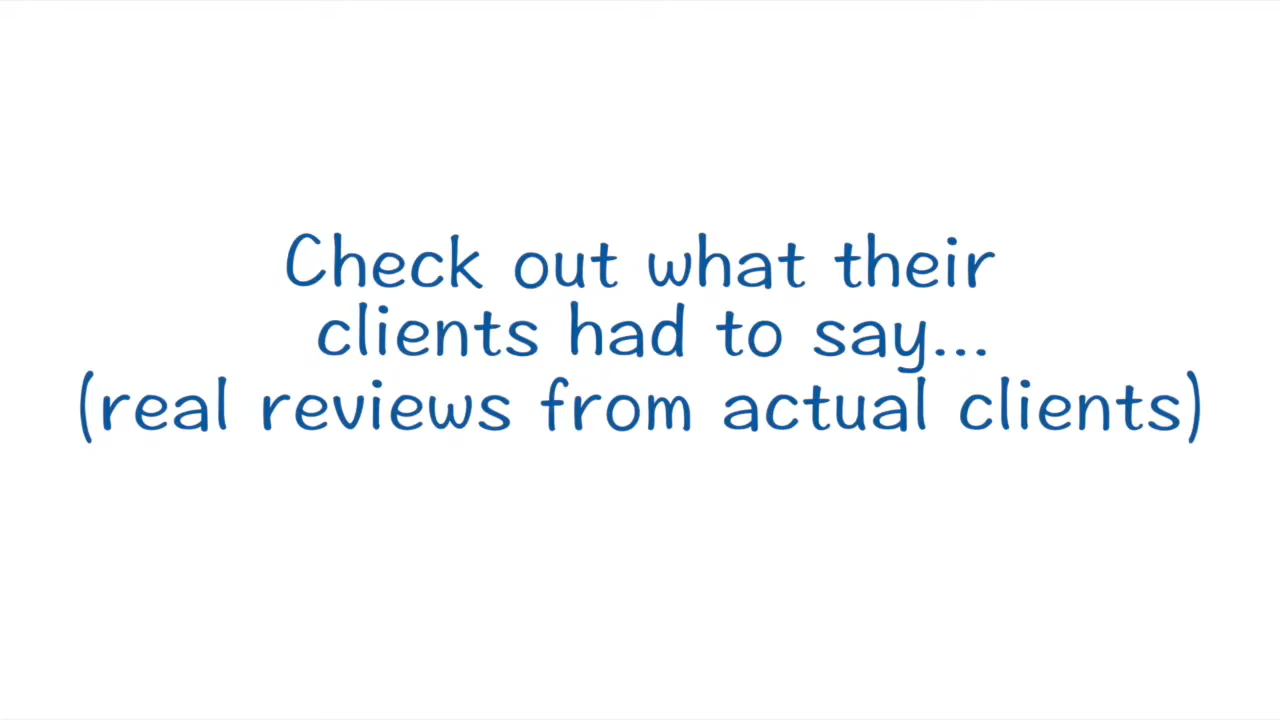 Check out what their
clients had to say...
(real reviews from actual clients)